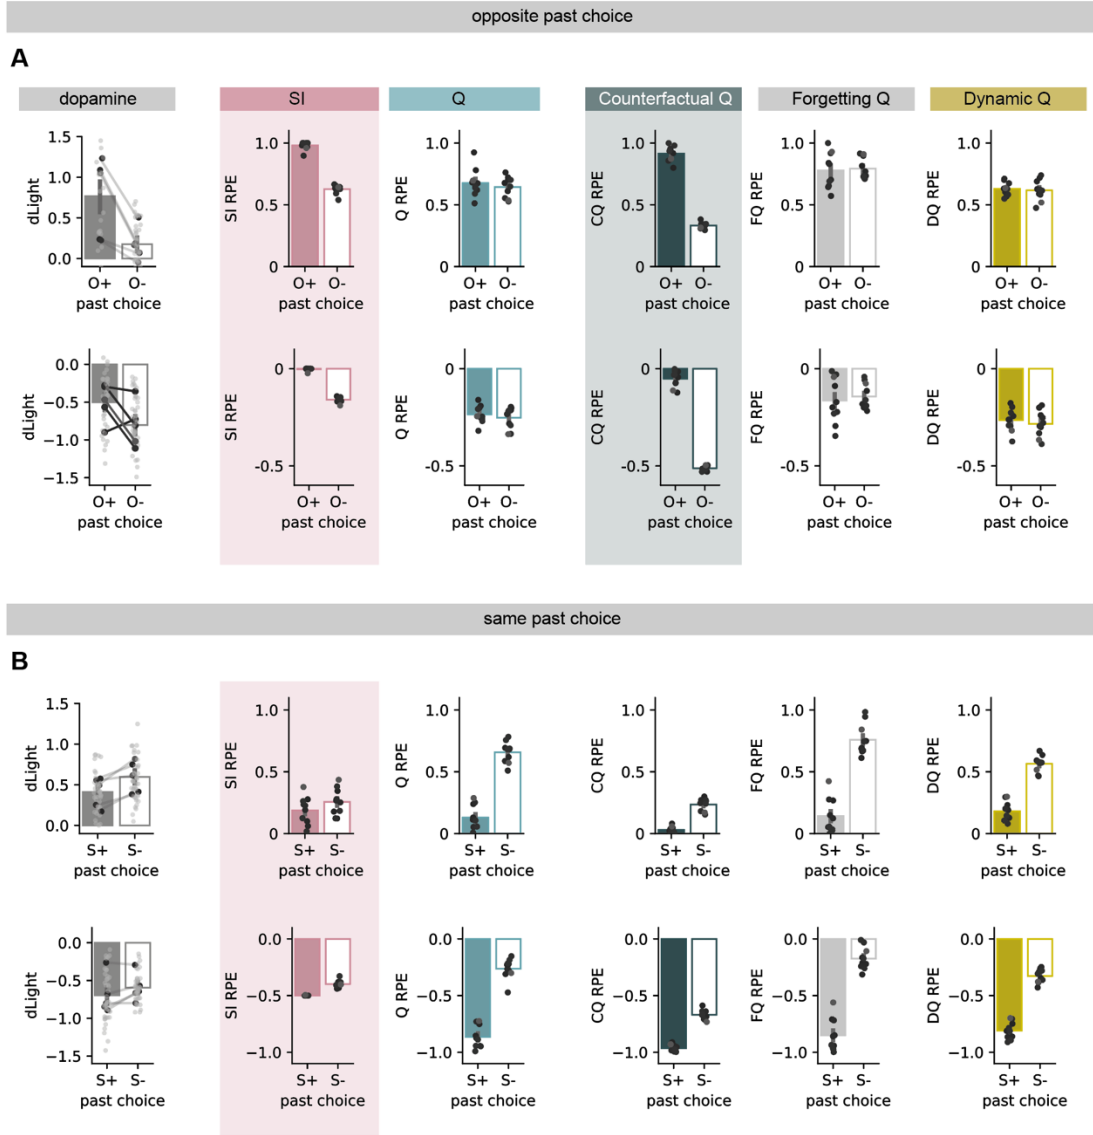 opposite past choice
A
dopamine SI Q Counterfactual Q Forgetting Q Dynamic Q
dLight 1.5 1.0 0.5 0.0 O+ O-
SI RPE 1.0 0.5 0 O+ O- past choice
Q RPE 1.0 0.5 0 O+ O- past choice
CQ RPE 1.0 0.5 0 O+ O- past choice
FQ RPE 1.0 0.5 0 O+ O- past choice
DQ RPE 1.0 0.5 0 O+ O- past choice
past choice
dLight 0.0 −0.5 −1.0 −1.5 O+ O- past choice
SI RPE 0 -0.5 O+ O- past choice
Q RPE 0 -0.5 O+ O- past choice
CQ RPE 0 -0.5 O+ O- past choice
FQ RPE 0 -0.5 O+ O- past choice
DQ RPE 0 -0.5 O+ O- past choice
same past choice
B
dLight 1.5 1.0 0.5 0.0 S+ S- past choice
SI RPE 1.0 0.5 0 S+ S- past choice
Q RPE 1.0 0.5 0 S+ S- past choice
CQ RPE 1.0 0.5 0 S+ S- past choice
FQ RPE 1.0 0.5 0 S+ S- past choice
DQ RPE 1.0 0.5 0 S+ S- past choice
dLight 0.0 −0.5 −1.0 −1.5 S+ S- past choice
SI RPE 0.0 −0.5 −1.0 S+ S- past choice
Q RPE 0.0 −0.5 −1.0 S+ S- past choice
CQ RPE 0.0 −0.5 −1.0 S+ S- past choice
FQ RPE 0.0 −0.5 −1.0 S+ S- past choice
DQ RPE 0.0 −0.5 −1.0 S+ S- past choice